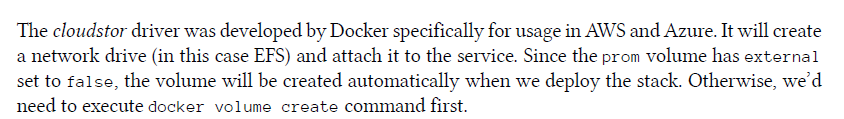 The cloudstor driver was developed by Docker specifically for usage in AWS and Azure. It will create
a network drive (in this case EFS) and attach it to the service. Since the prom volume has external
set to false, the volume will be created automatically when we deploy the stack. Otherwise, we’d
need to execute docker volume create command first.